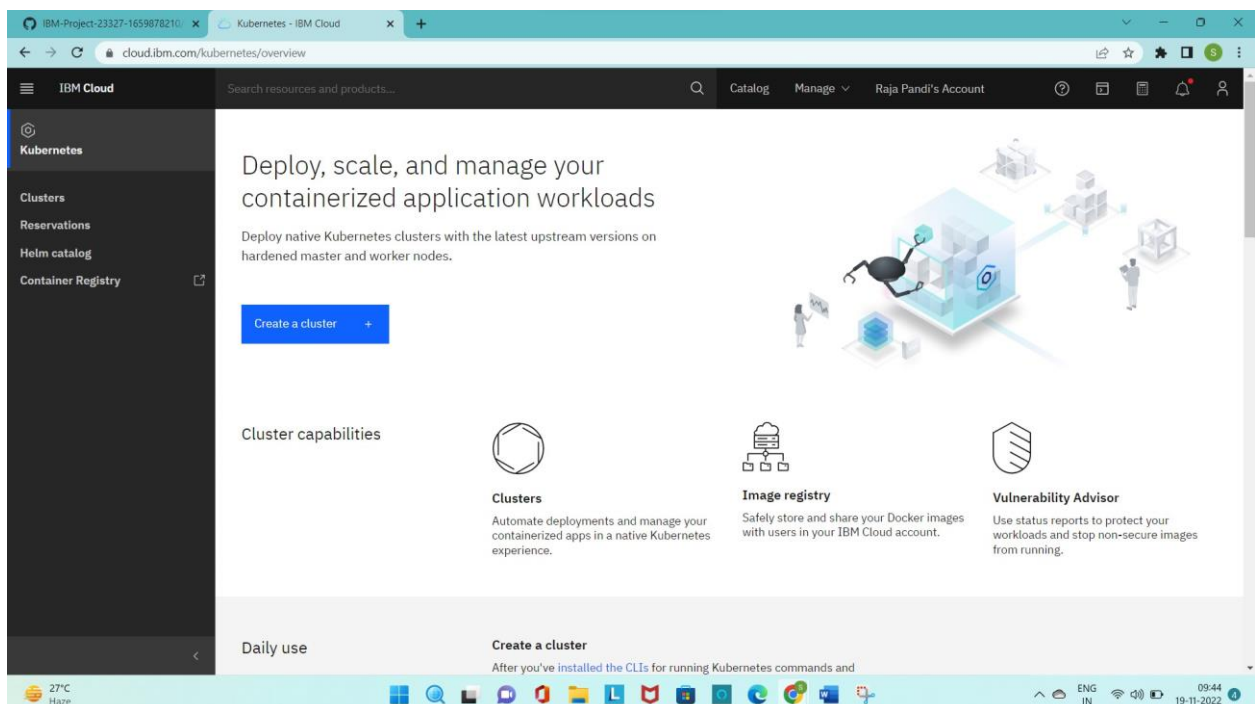 IBM-Project-23327-1659878210/
Kubernetes - IBM Cloud
cloud.ibm.com/kubernetes/overview
S
IBM Cloud
Search resources and products...
Catalog
Manage
Raja Pandi's Account
Kubernetes
Clusters
Reservations
Helm catalog
Container Registry
Deploy, scale, and manage your
containerized application workloads
Deploy native Kubernetes clusters with the latest upstream versions on
hardened master and worker nodes.
Create a cluster +
Cluster capabilities
Clusters
Automate deployments and manage your
containerized apps in a native Kubernetes
experience.
Image registry
Safely store and share your Docker images
with users in your IBM Cloud account.
Vulnerability Advisor
Use status reports to protect your
workloads and stop non-secure images
from running.
Daily use
Create a cluster
After you've installed the CLIs for running Kubernetes commands and
27°C
Haze
ENG
IN
09:44
19-11-2022
4